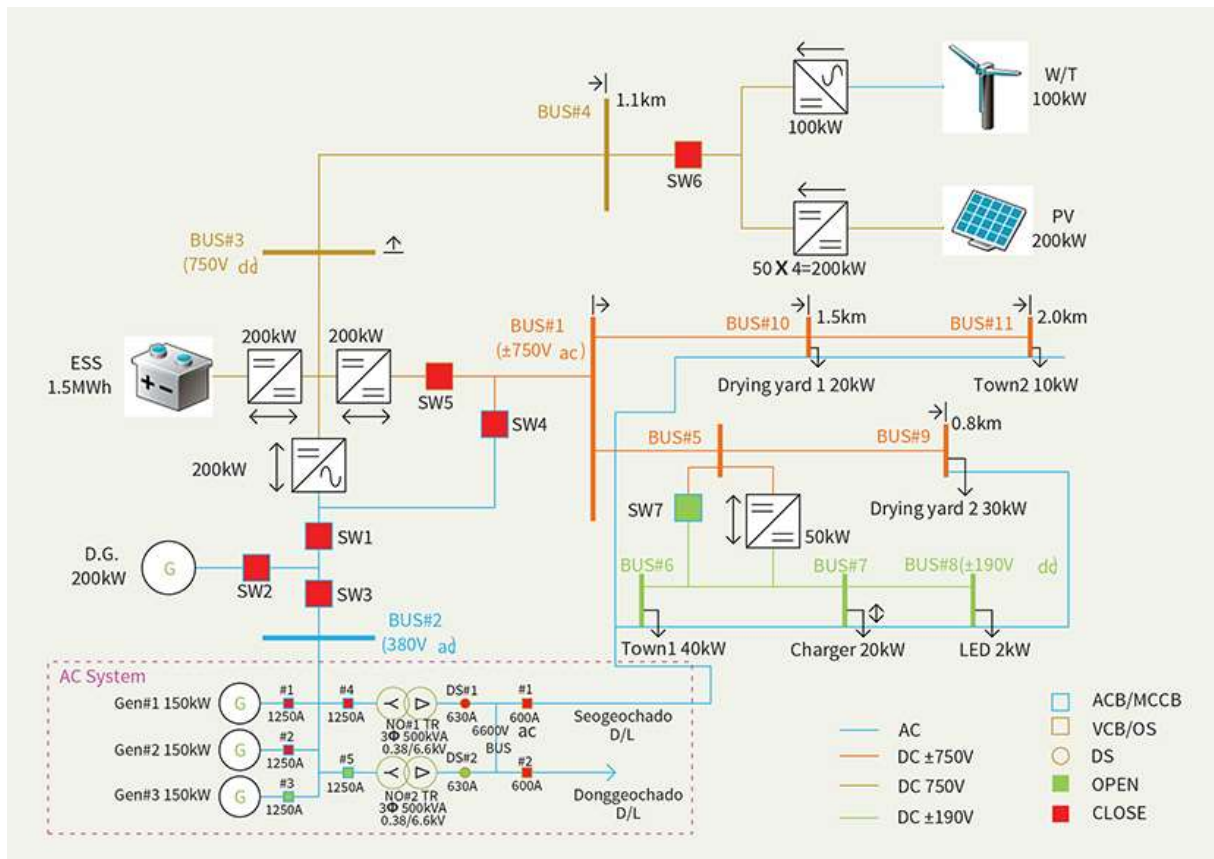 BUS#4
1.1km
SW6
100kW
W/T
100kW
50 X 4=200kW
PV
200kW
BUS#3
(750V dd)
ESS
1.5MWh
200kW
200kW
SW5
SW4
200kW
BUS#1
(±750V ac)
BUS#10
1.5km
BUS#11
2.0km
Drying yard 1 20kW
Town2 10kW
BUS#5
BUS#9
0.8km
Drying yard 2 30kW
SW7
50kW
BUS#6
BUS#7
BUS#8(±190V dd)
Town1 40kW
Charger 20kW
LED 2kW
SW1
D.G.
200kW
G
SW2
SW3
BUS#2
(380V ad)
AC System
Gen#1 150kW
G
#1
1250A
#4
1250A
NO#1 TR
3Φ 500kVA
0.38/6.6kV
DS#1
630A
6600V
BUS
ac
#1
600A
Seogeochado
D/L
Gen#2 150kW
G
#2
1250A
#5
1250A
NO#2 TR
3Φ 500kVA
0.38/6.6kV
DS#2
630A
#2
600A
Donggeochado
D/L
Gen#3 150kW
G
#3
1250A
AC
DC ±750V
DC 750V
DC ±190V
ACB/MCCB
VCB/OS
DS
OPEN
CLOSE